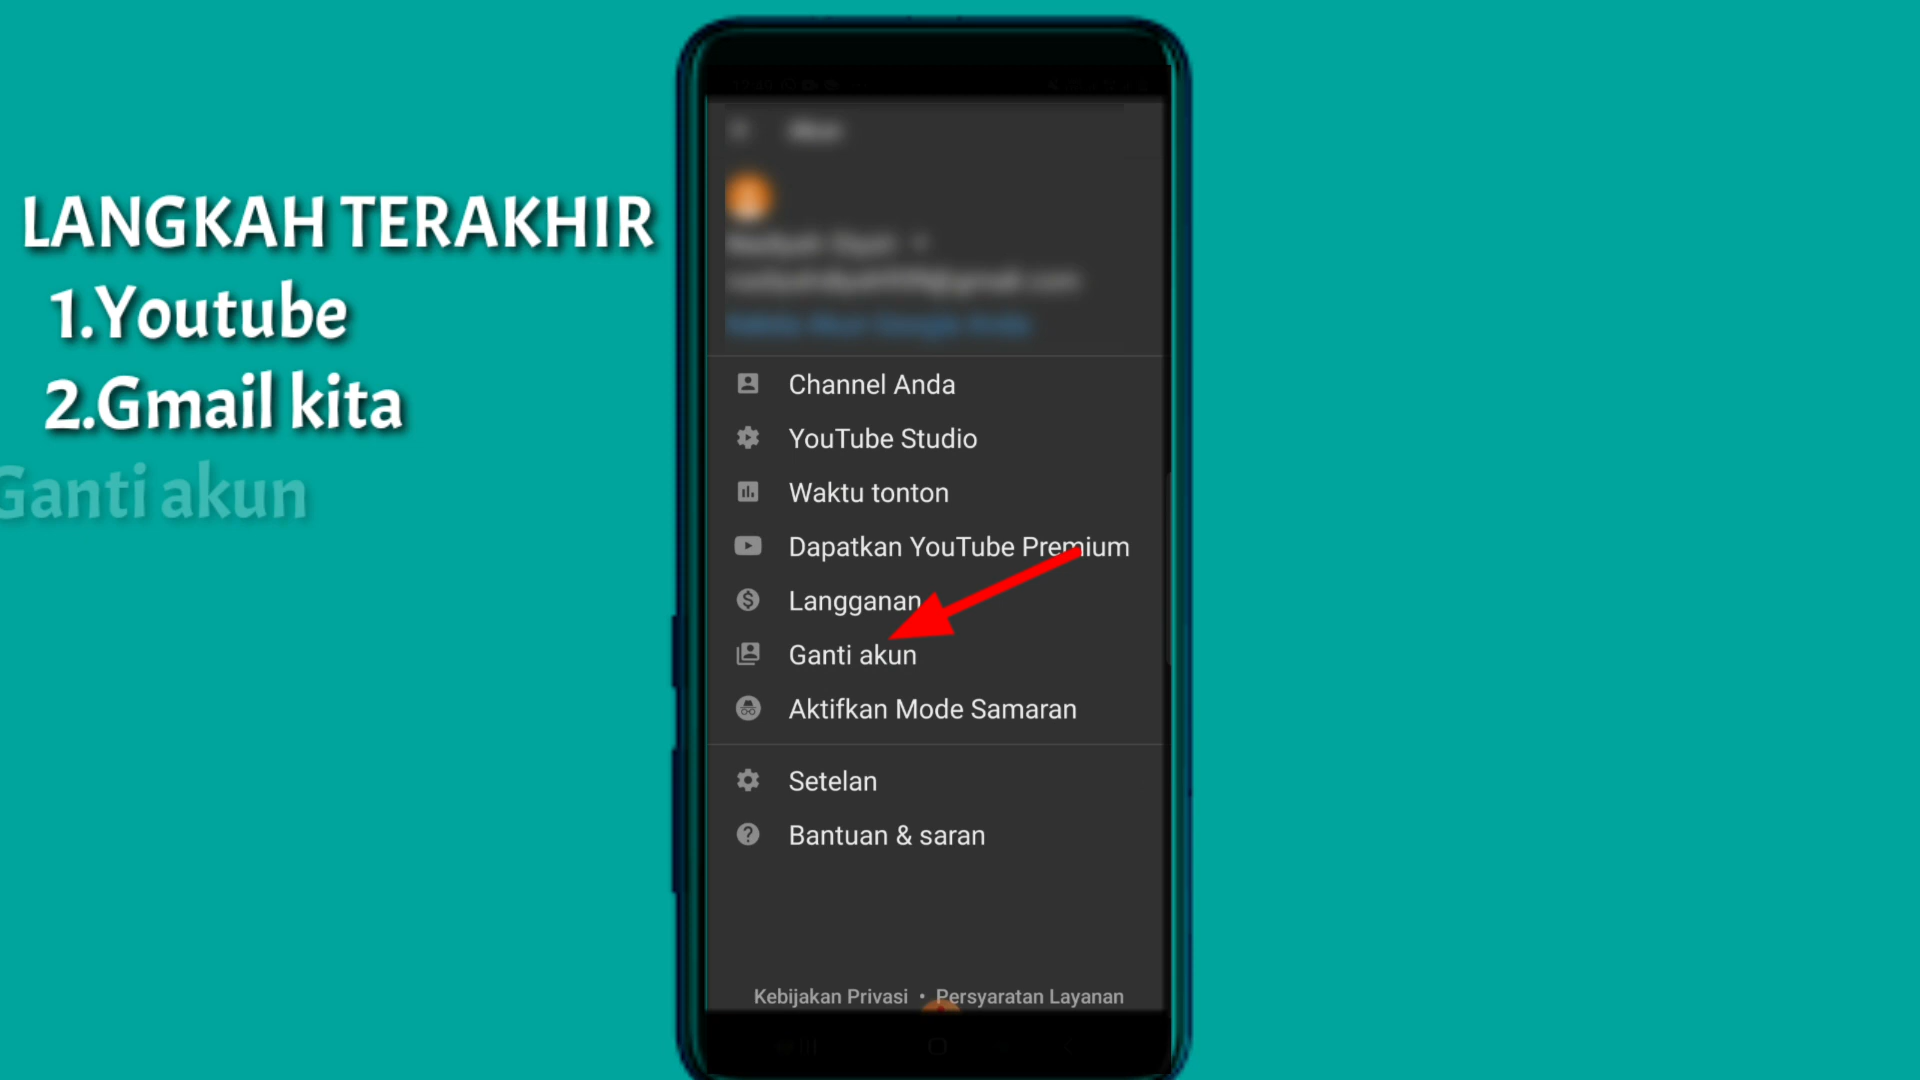 LANGKAH TERAKHIR
1.Youtube
2.Gmail kita
Ganti akun
Channel Anda
YouTube Studio
Waktu tonton
Dapatkan YouTube Premium
Langganan
Ganti akun
Aktifkan Mode Samaran
Setelan
Bantuan & saran
Kebijakan Privasi • Persyaratan Layanan